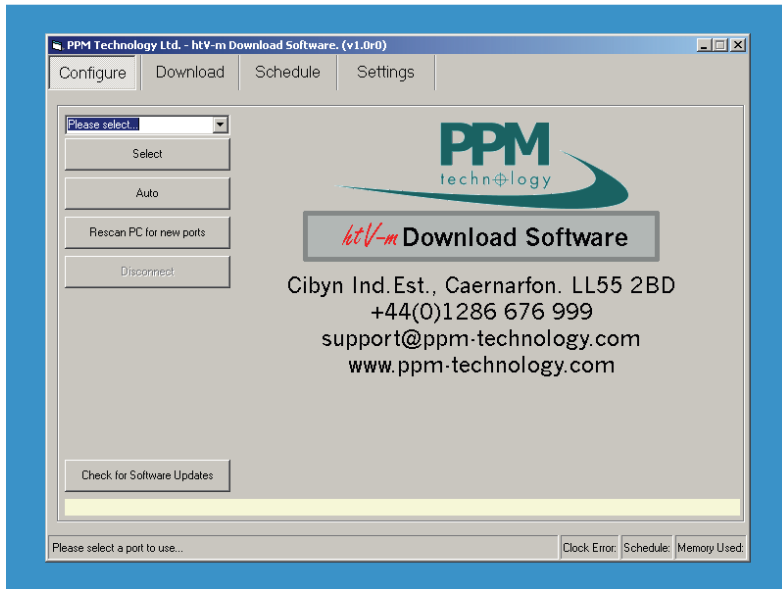 PPM Technology Ltd. - htV-m Download Software. (v1.0r0)
Configure Download Schedule Settings
Please select...
Select
Auto
Rescan PC for new ports
Disconnect
Check for Software Updates
PPM
technology
htV-m Download Software
Cibyn Ind.Est., Caernarfon. LL55 2BD
+44(0)1286 676 999
support@ppm-technology.com
www.ppm-technology.com
Please select a port to use...
Clock Error: Schedule: Memory Used: